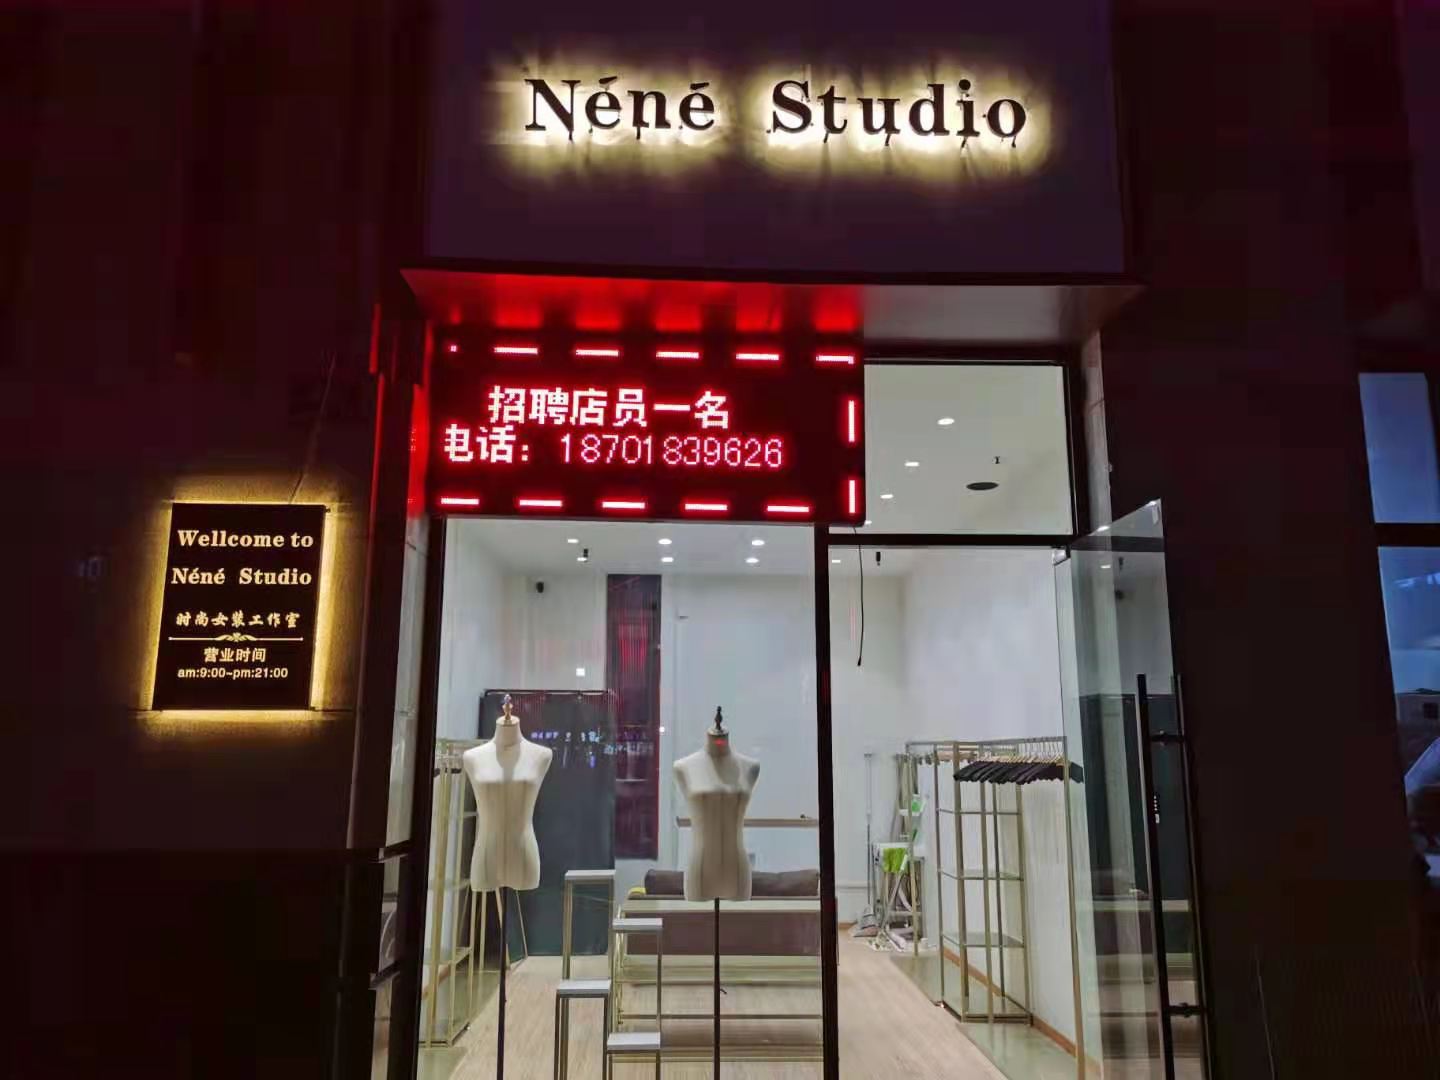 Néné Studio
招聘店员一名
电话：18701839626
Wellcome to
Néné Studio
时尚女装工作室
营业时间
am:9:00~pm:21:00